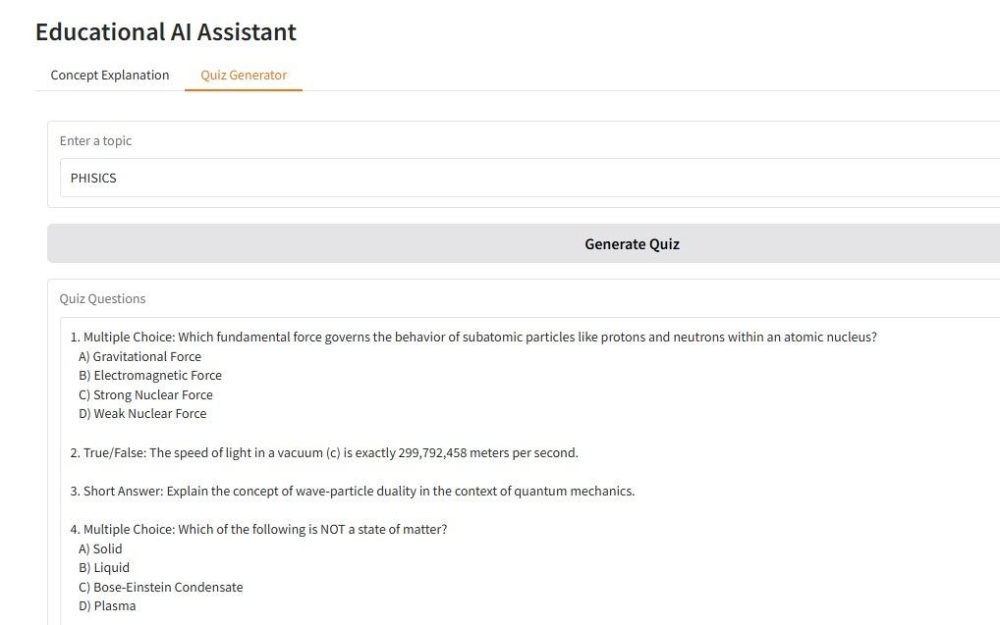 Educational AI Assistant
Concept Explanation Quiz Generator
Enter a topic
PHISICS
Generate Quiz
Quiz Questions
1. Multiple Choice: Which fundamental force governs the behavior of subatomic particles like protons and neutrons within an atomic nucleus?
A) Gravitational Force
B) Electromagnetic Force
C) Strong Nuclear Force
D) Weak Nuclear Force
2. True/False: The speed of light in a vacuum (c) is exactly 299,792,458 meters per second.
3. Short Answer: Explain the concept of wave-particle duality in the context of quantum mechanics.
4. Multiple Choice: Which of the following is NOT a state of matter?
A) Solid
B) Liquid
C) Bose-Einstein Condensate
D) Plasma